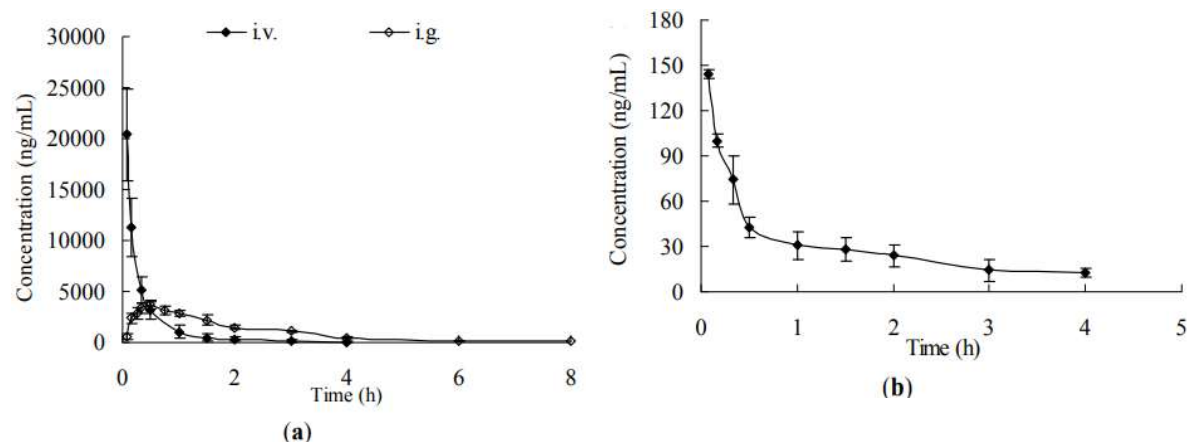 i.v. i.g.
Concentration (ng/mL)
30000
25000
20000
15000
10000
5000
0
0 2 4 6 8
Time (h)
(a)
Concentration (ng/mL)
180
150
120
90
60
30
0
0 1 2 3 4 5
Time (h)
(b)